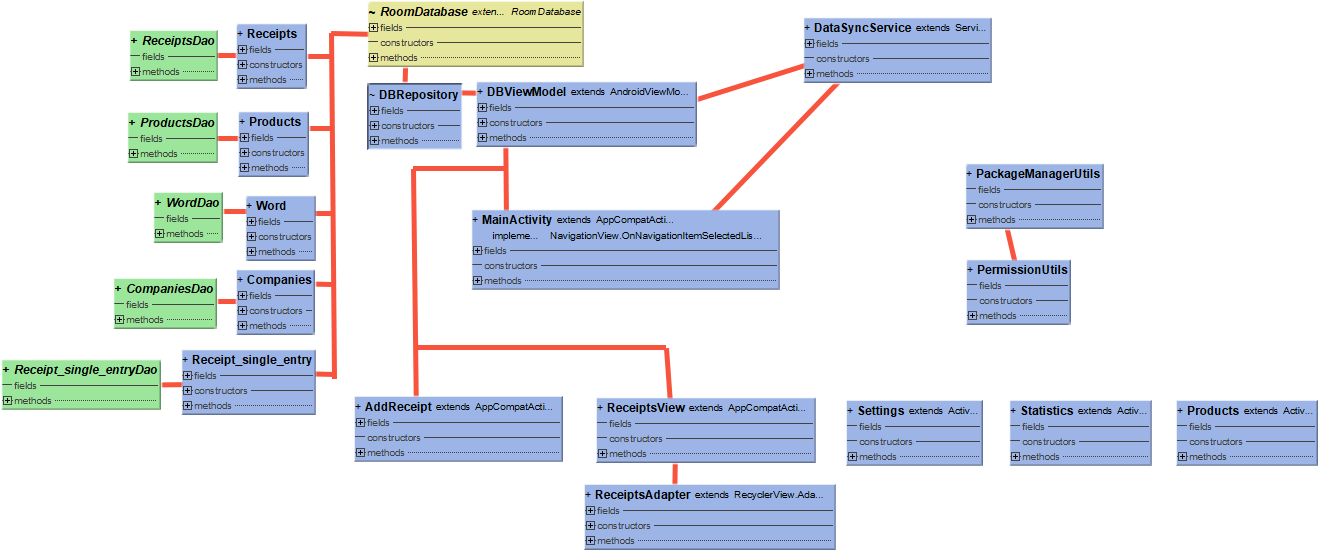 ~ RoomDatabase exten... RoomDatabase
fields
constructors
methods
+ ReceiptsDao
fields
methods
+ Receipts
fields
constructors
methods
+ DataSyncService extends Servi...
fields
constructors
methods
~ DBRepository
fields
constructors
methods
+ DBViewModel extends AndroidViewMo...
fields
constructors
methods
+ ProductsDao
fields
methods
+ Products
fields
constructors
methods
+ PackageManagerUtils
fields
constructors
methods
+ WordDao
fields
methods
+ Word
fields
constructors
methods
+ MainActivity extends AppCompatActi...
impleme... NavigationView.OnNavigationItemSelectedLis...
fields
constructors
methods
+ PermissionUtils
fields
constructors
methods
+ CompaniesDao
fields
methods
+ Companies
fields
constructors
methods
+ Receipt_single_entryDao
fields
methods
+ Receipt_single_entry
fields
constructors
methods
+ AddReceipt extends AppCompatActi...
fields
constructors
methods
+ ReceiptsView extends AppCompatActi...
fields
constructors
methods
+ Settings extends Activ...
fields
constructors
methods
+ Statistics extends Activ...
fields
constructors
methods
+ Products extends Activ...
fields
constructors
methods
+ ReceiptsAdapter extends RecyclerView.Ada...
fields
constructors
methods